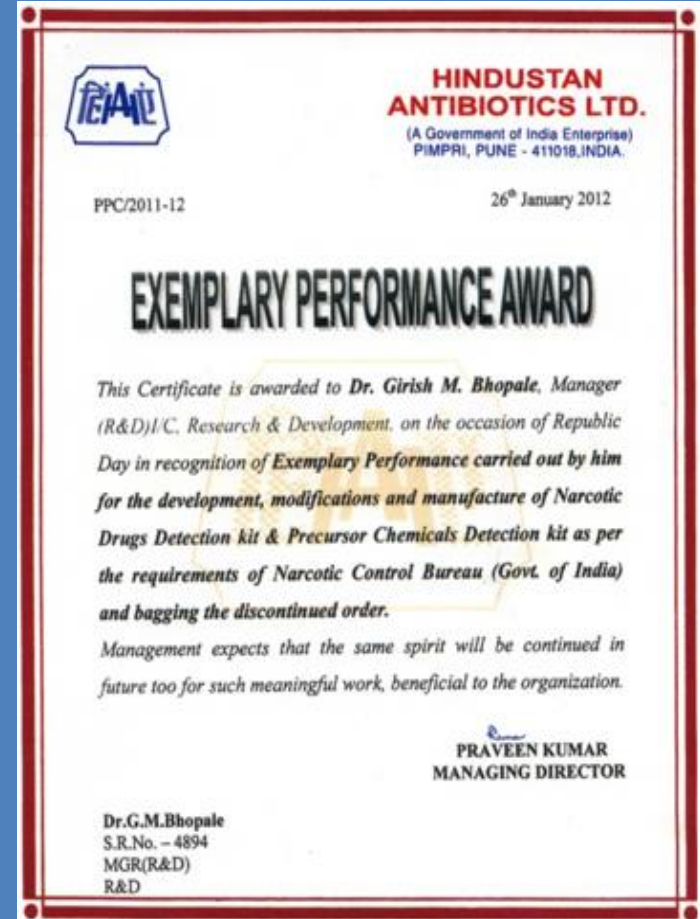 हिंएਐ
HINDUSTAN
ANTIBIOTICS LTD.
(A Government of India Enterprise)
PIMPRI, PUNE - 411018,INDIA.
PPC/2011-12
26th January 2012
EXEMPLARY PERFORMANCE AWARD
This Certificate is awarded to Dr. Girish M. Bhopale, Manager
(R&D)I/C, Research & Development, on the occasion of Republic
Day in recognition of Exemplary Performance carried out by him
for the development, modifications and manufacture of Narcotic
Drugs Detection kit & Precursor Chemicals Detection kit as per
the requirements of Narcotic Control Bureau (Govt. of India)
and bagging the discontinued order.
Management expects that the same spirit will be continued in
future too for such meaningful work, beneficial to the organization.
PRAVEEN KUMAR
MANAGING DIRECTOR
Dr.G.M.Bhopale
S.R.No. – 4894
MGR(R&D)
R&D